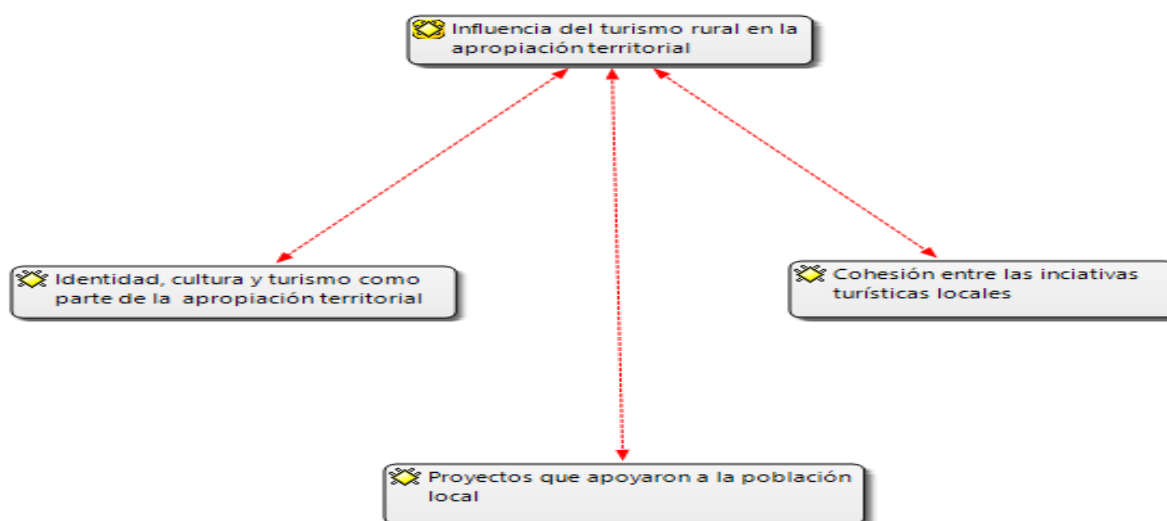 Influencia del turismo rural en la
apropiación territorial
Identidad, cultura y turismo como
parte de la apropiación territorial
Cohesión entre las inciativas
turísticas locales
Proyectos que apoyaron a la población
local